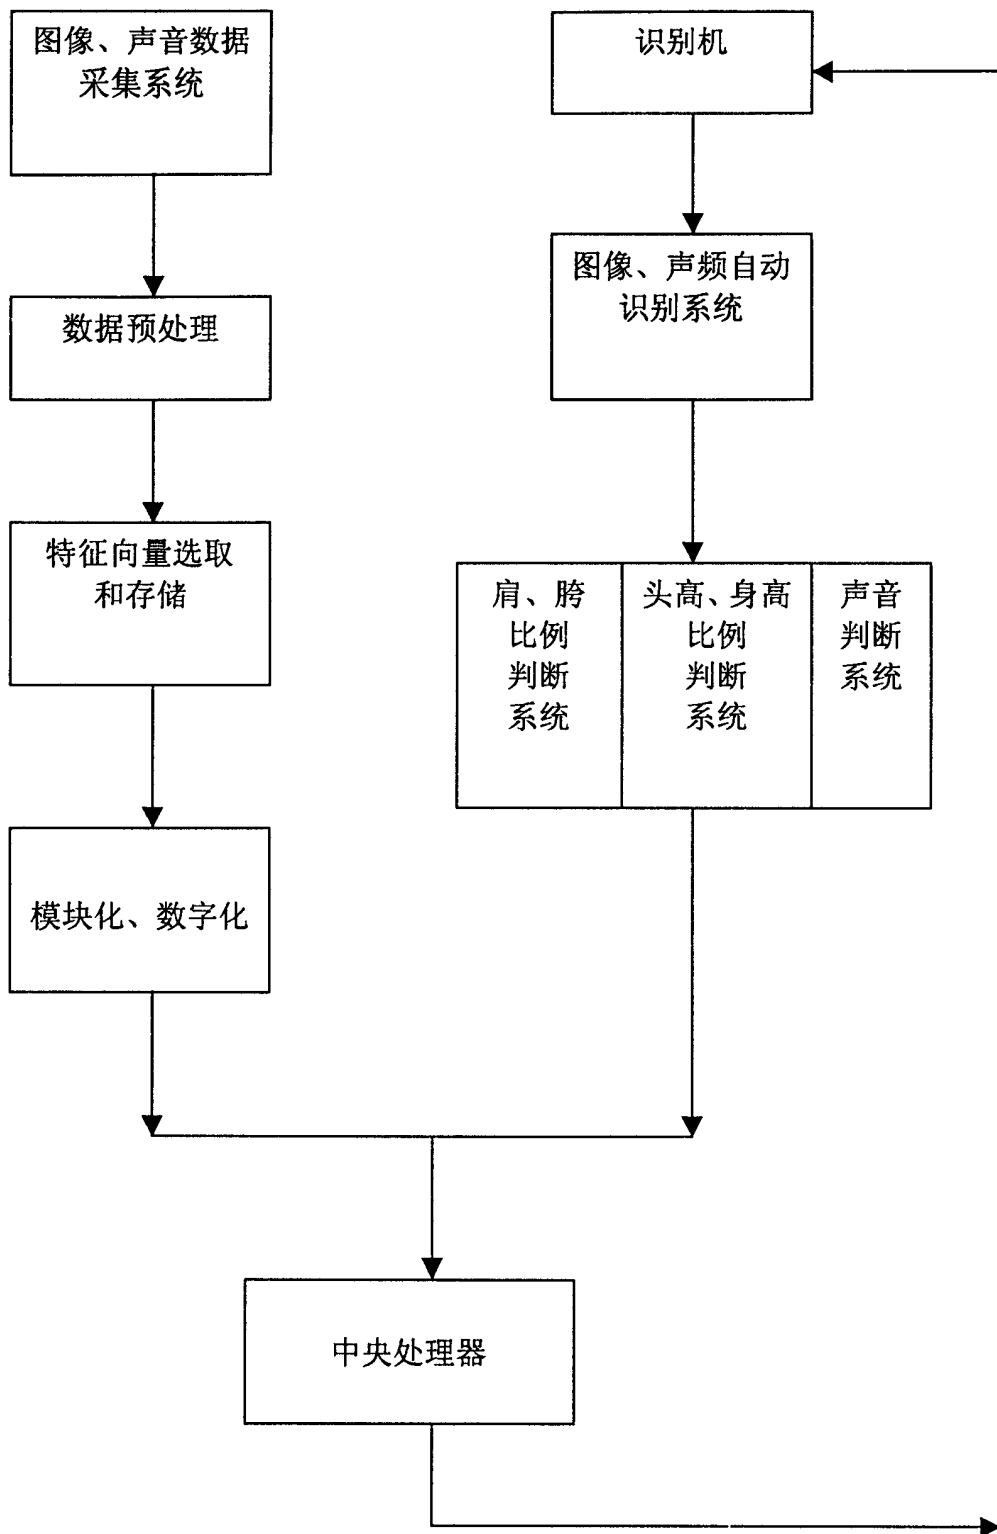 图像、声音数据
采集系统
数据预处理
特征向量选取
和存储
模块化、数字化
识别机
图像、声频自动
识别系统
肩、胯
比例
判断
系统
头高、身高
比例
判断
系统
声音
判断
系统
中央处理器